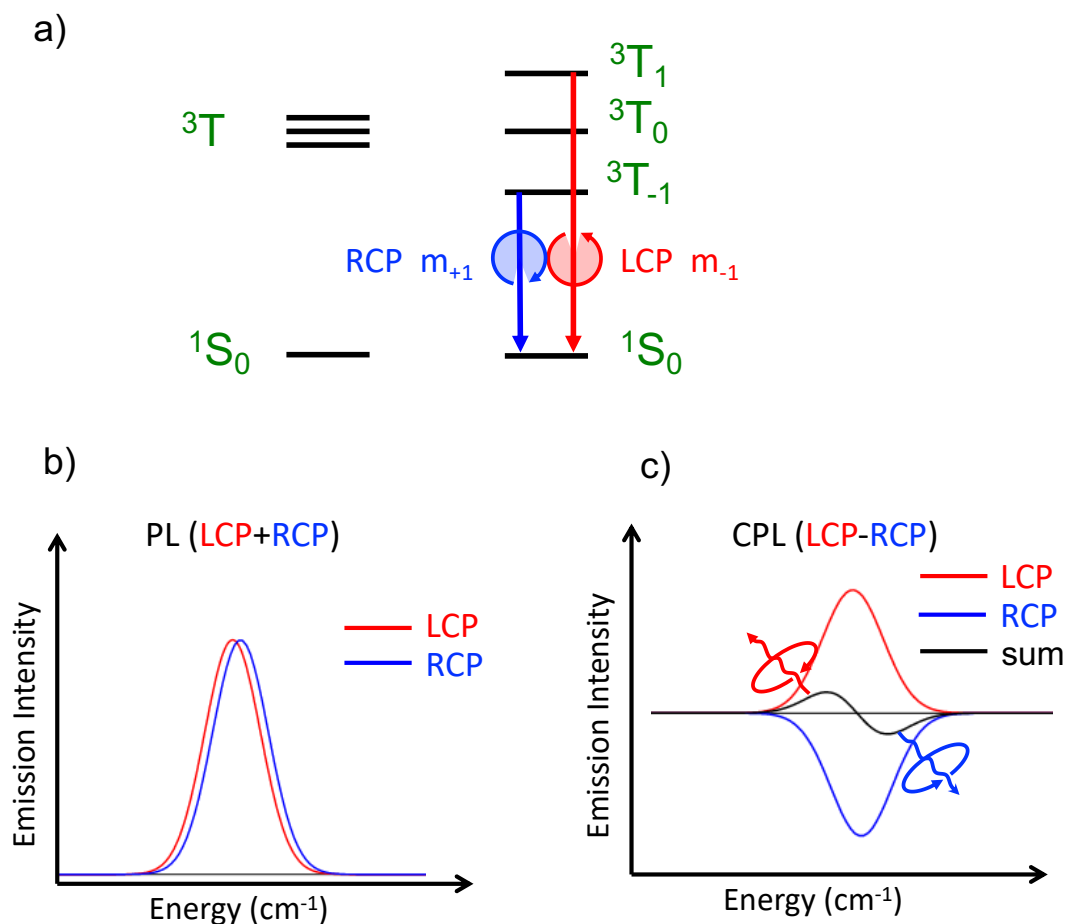 a)
³T
³T₁
³T₀
³T₋₁
RCP m₊₁
LCP m₋₁
¹S₀
¹S₀
b)
PL (LCP+RCP)
LCP
RCP
Emission Intensity
Energy (cm⁻¹)
c)
CPL (LCP-RCP)
LCP
RCP
sum
Emission Intensity
Energy (cm⁻¹)